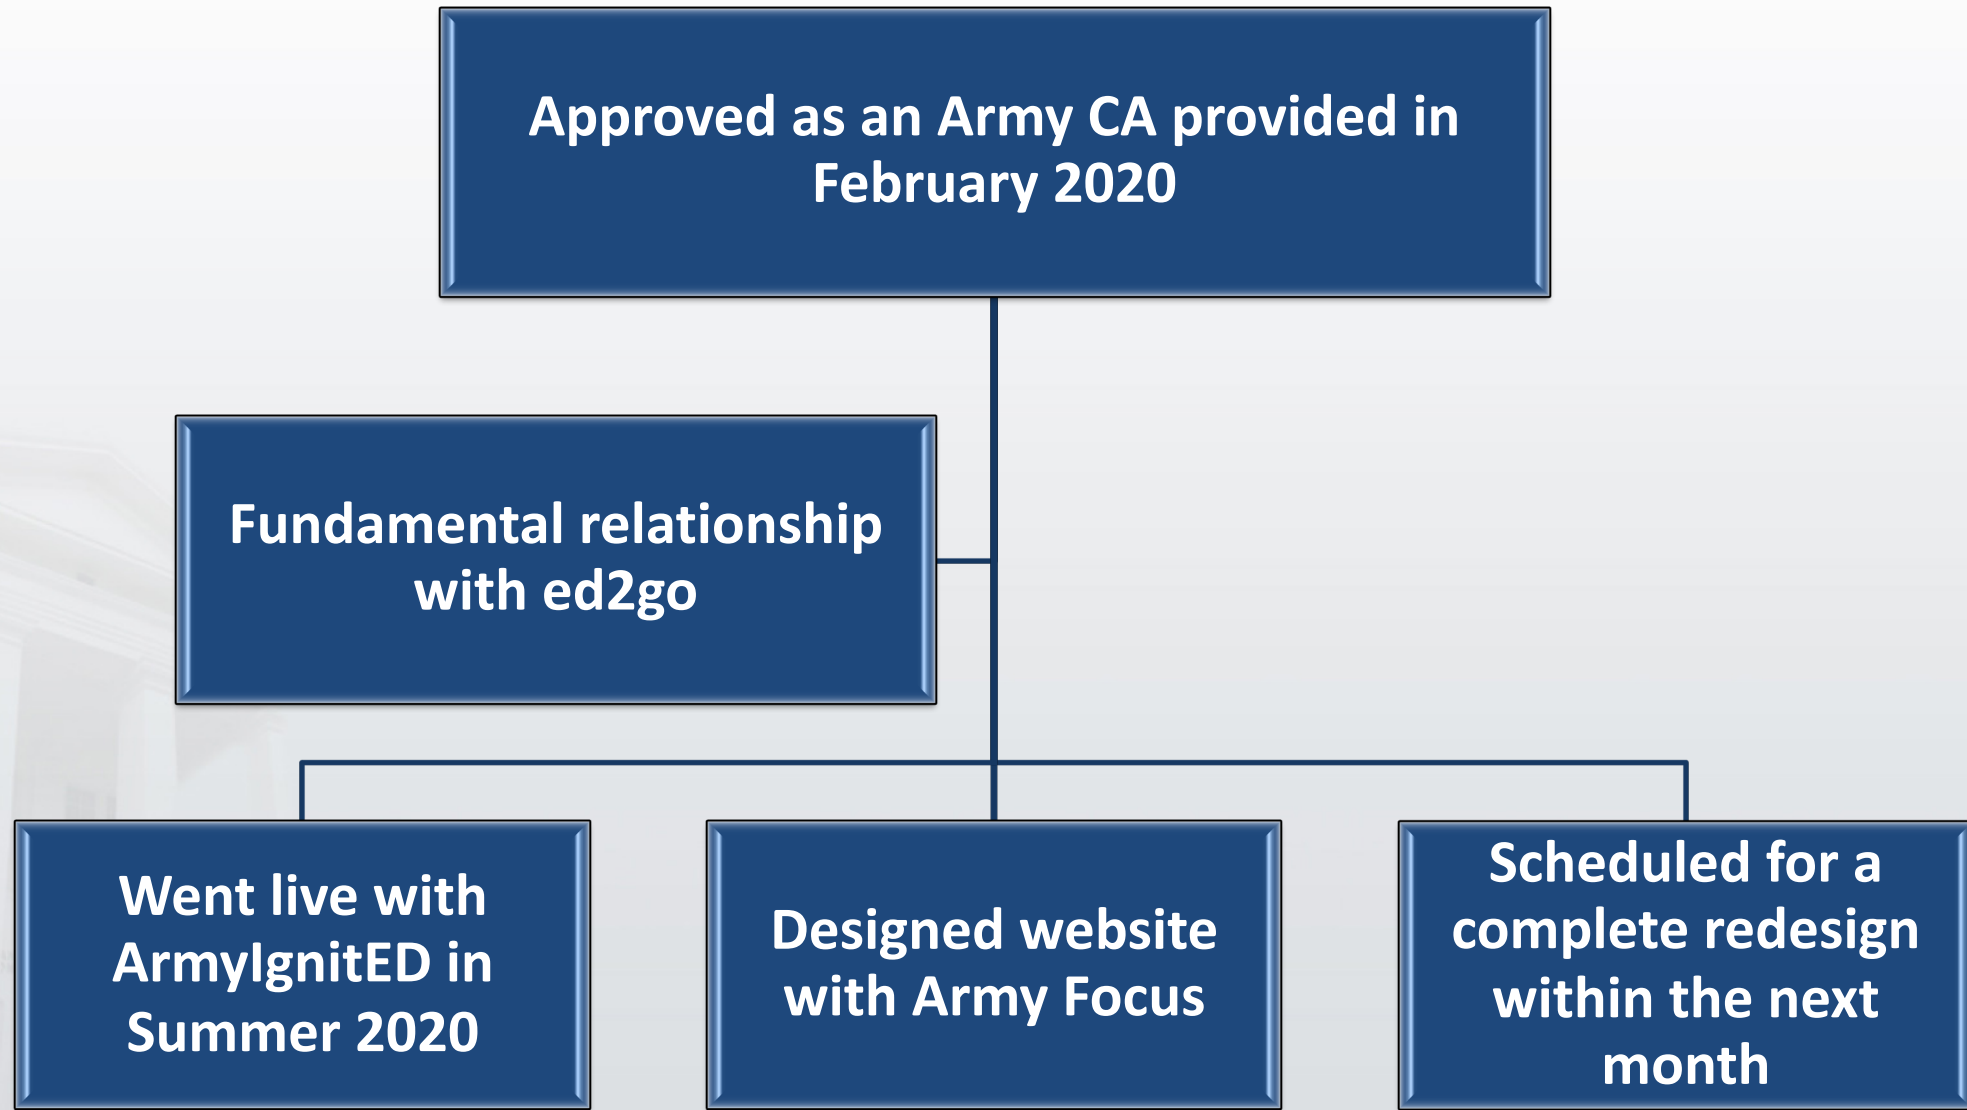 Approved as an Army CA provided in
February 2020
Fundamental relationship
with ed2go
Went live with
ArmyIgnitED in
Summer 2020
Designed website
with Army Focus
Scheduled for a
complete redesign
within the next
month